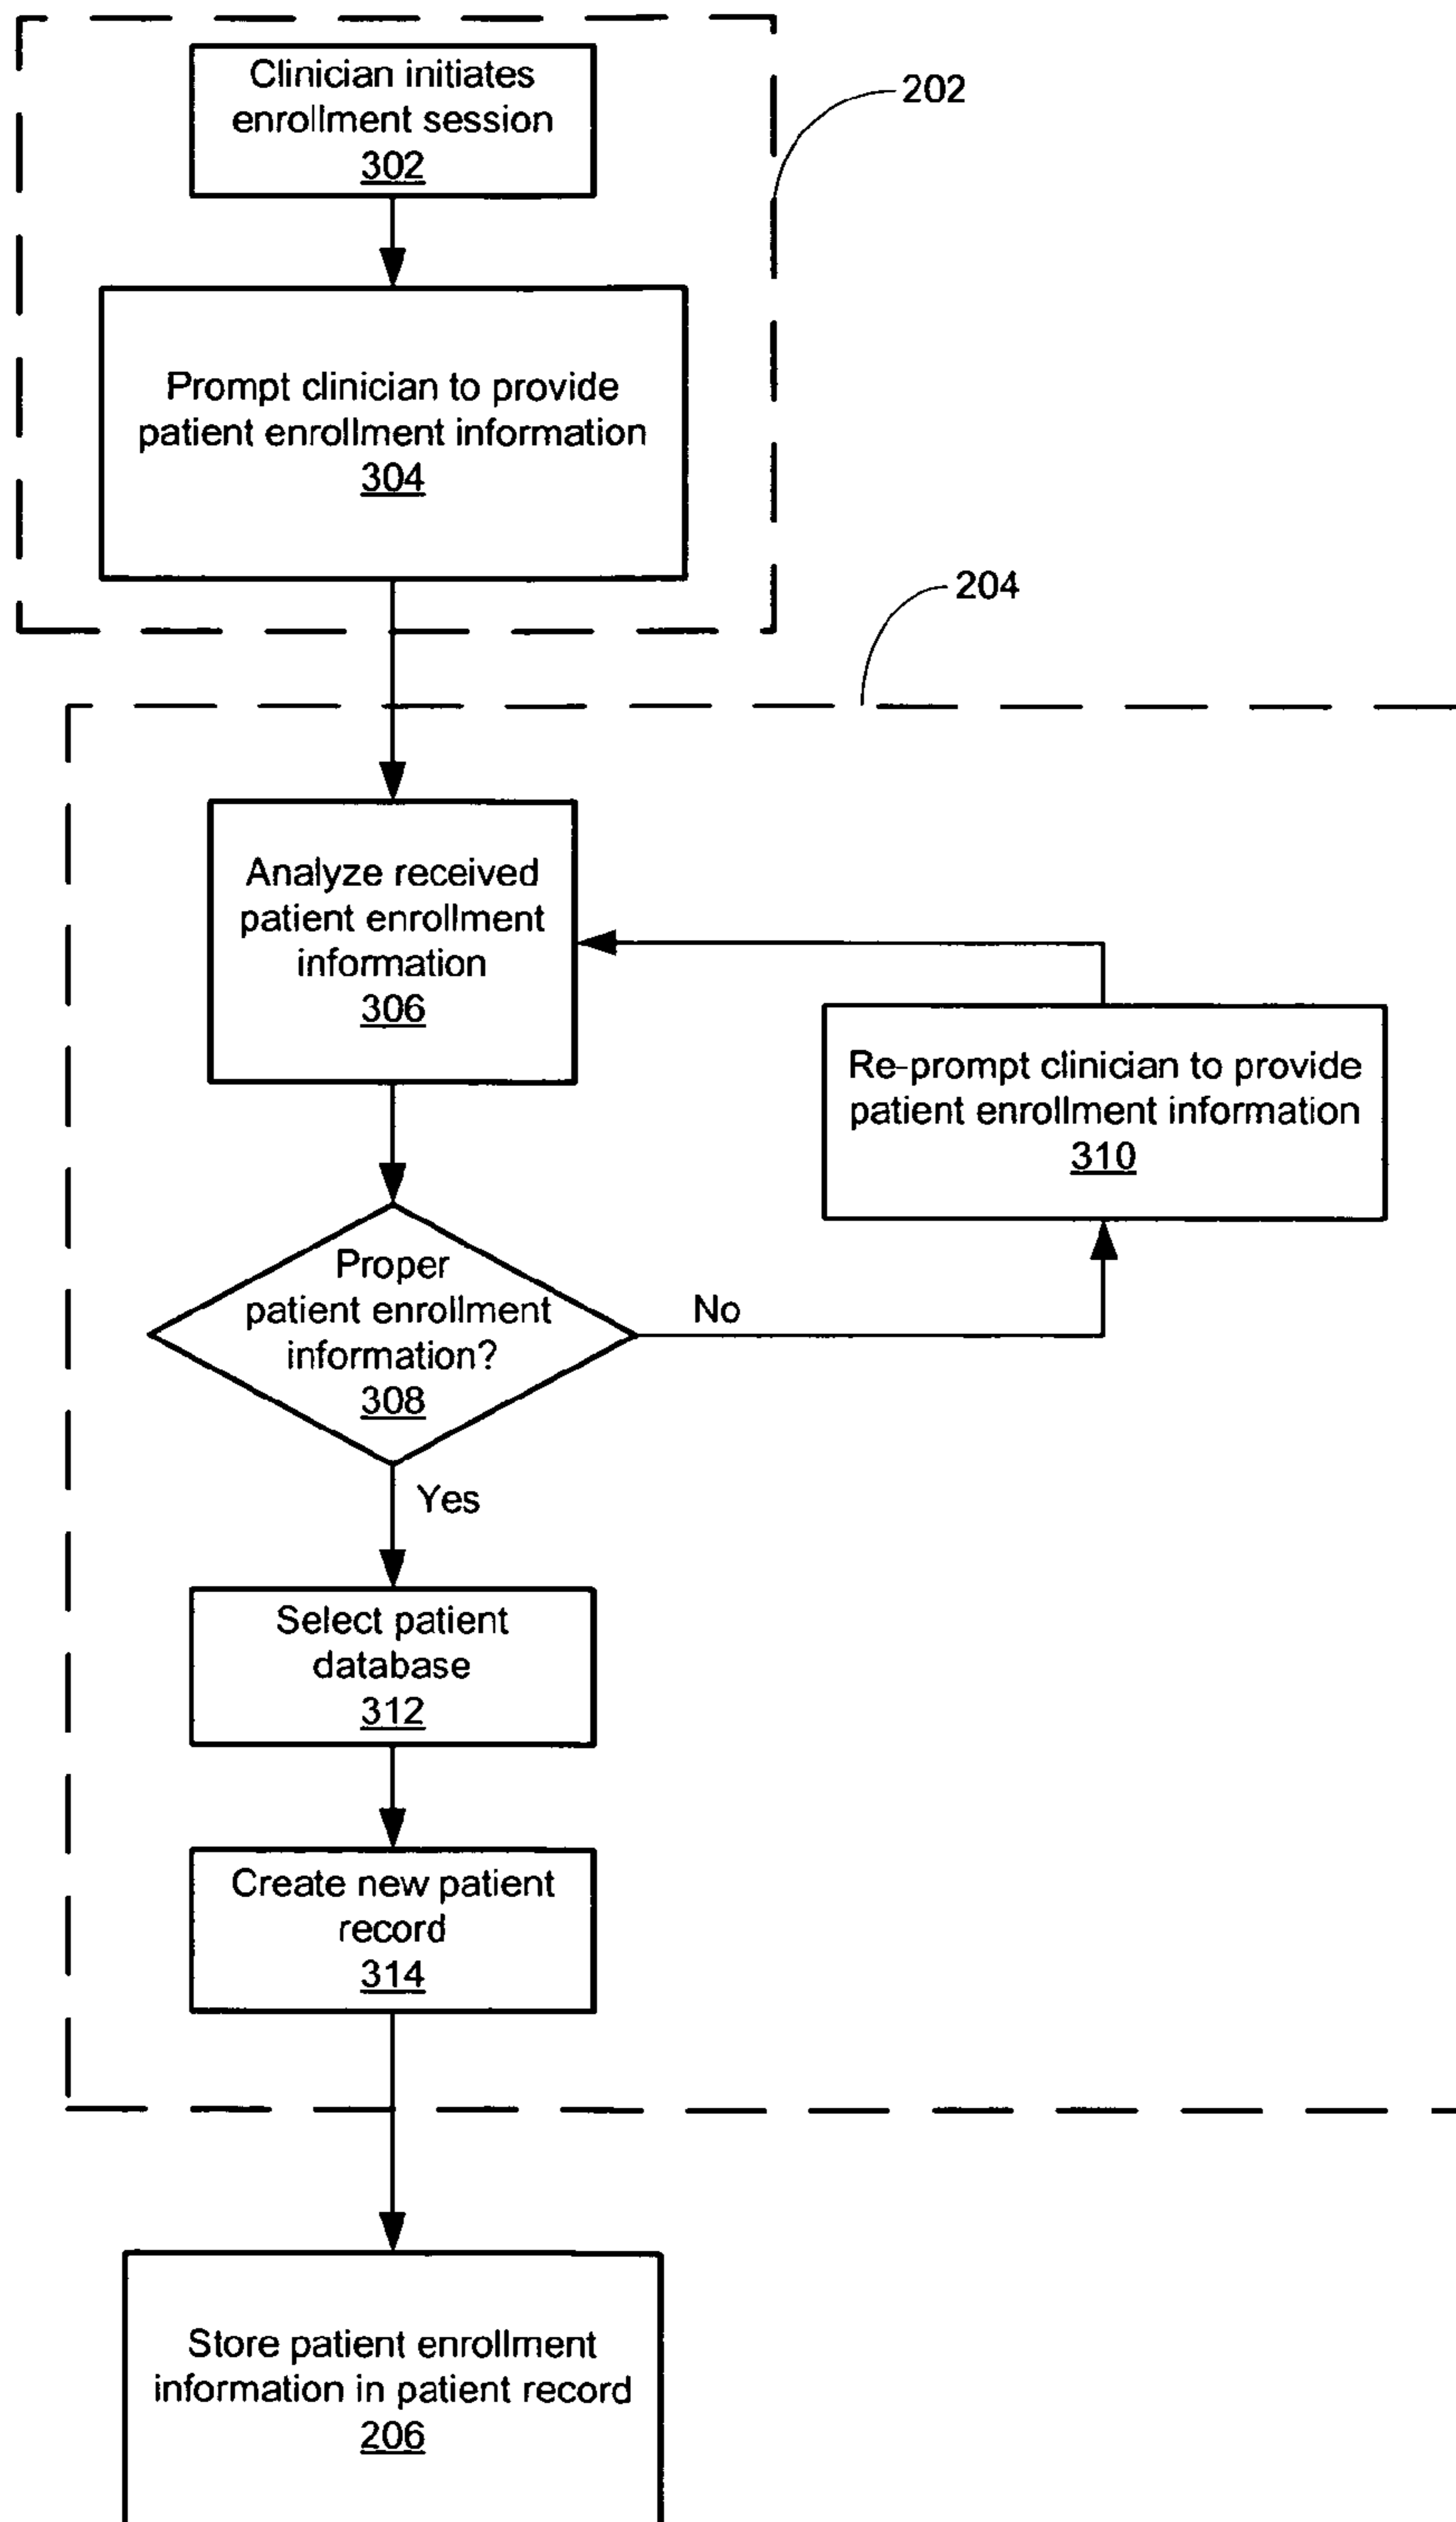 Clinician initiates
enrollment session
302
202
Prompt clinician to provide
patient enrollment information
304
204
Analyze received
patient enrollment
information
306
Re-prompt clinician to provide
patient enrollment information
310
Proper
patient enrollment
information?
308
No
Yes
Select patient
database
312
Create new patient
record
314
Store patient enrollment
information in patient record
206